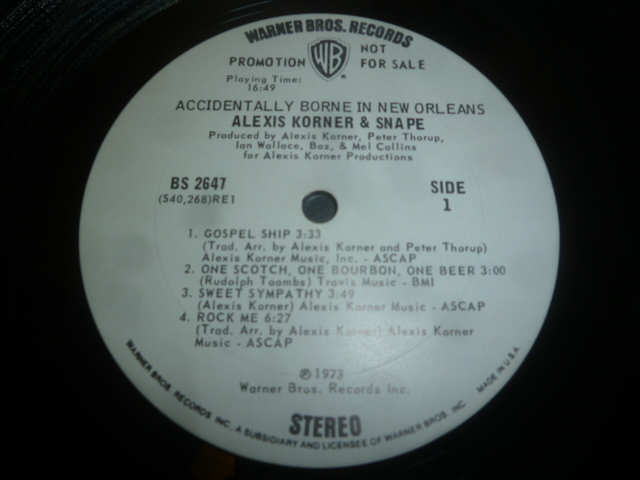 WARNER BROS. RECORDS
PROMOTION WB NOT FOR SALE
Playing Time:
16:49
ACCIDENTALLY BORNE IN NEW ORLEANS
ALEXIS KORNER & SNAPE
Produced by Alexis Korner, Peter Thorup,
Ian Wallace, Boz, & Mel Collins
for Alexis Korner Productions
BS 2647
(S40,268)RE1
SIDE
1
1. GOSPEL SHIP 3:33
(Trad. Arr. by Alexis Korner and Peter Thorup)
Alexis Korner Music, Inc. - ASCAP
2. ONE SCOTCH, ONE BOURBON, ONE BEER 3:00
(Rudolph Toombs) Travis Music - BMI
3. SWEET SYMPATHY 3:49
(Alexis Korner) Alexis Korner Music - ASCAP
4. ROCK ME 6:27
(Trad. Arr. by Alexis Korner) Alexis Korner
Music - ASCAP
℗ 1973
Warner Bros. Records Inc.
STEREO
WARNER BROS. RECORDS INC., A SUBSIDIARY AND LICENSEE OF WARNER BROS. INC. MADE IN U.S.A.